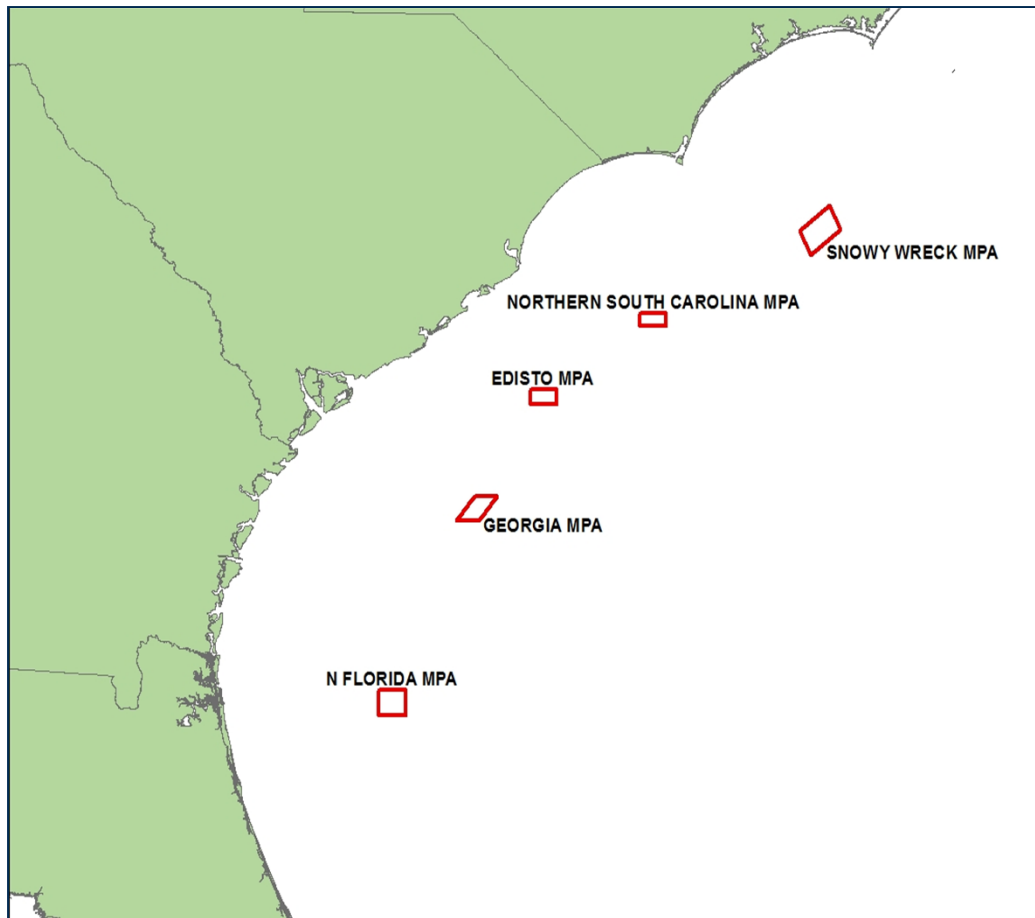 SNOWY WRECK MPA
NORTHERN SOUTH CAROLINA MPA
EDISTO MPA
GEORGIA MPA
N FLORIDA MPA